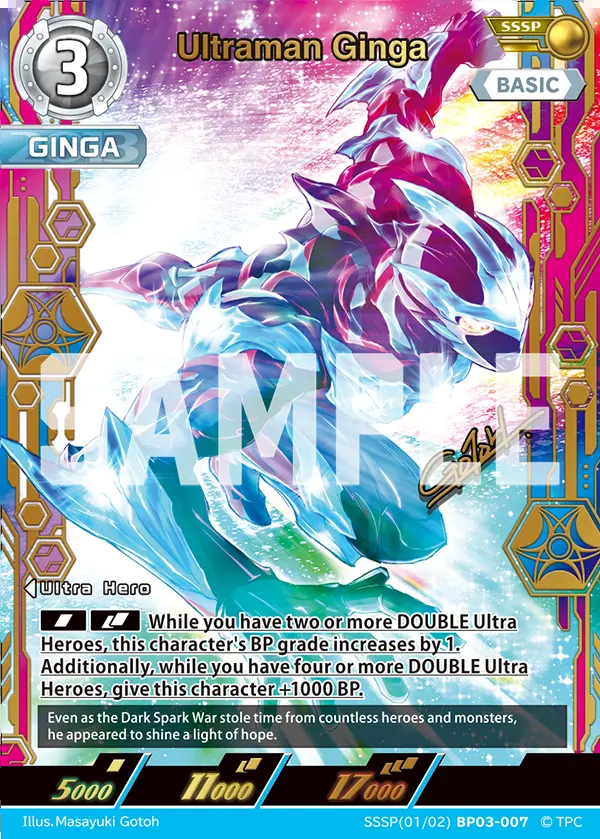 3
Ultraman Ginga
SSSP
BASIC
GINGA
SAMPLE
Gotoh
Ultra Hero
While you have two or more DOUBLE Ultra
Heroes, this character's BP grade increases by 1.
Additionally, while you have four or more DOUBLE Ultra
Heroes, give this character +1000 BP.
Even as the Dark Spark War stole time from countless heroes and monsters,
he appeared to shine a light of hope.
5000 11000 17000
Illus.Masayuki Gotoh SSSP(01/02) BP03-007 © TPC